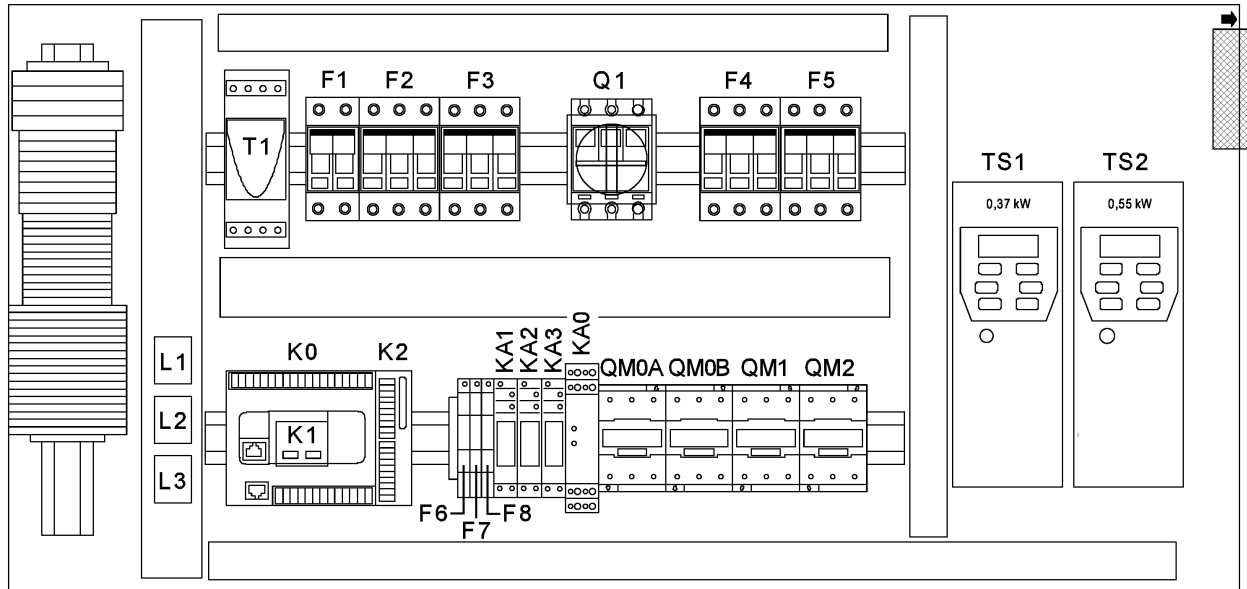 F1 F2 F3 Q1 F4 F5
T1
TS1 TS2
0,37 kW 0,55 kW
KA1 KA2 KA3 KA0
L1 K0 K2 QM0A QM0B QM1 QM2
L2
K1
L3
F6 F7 F8